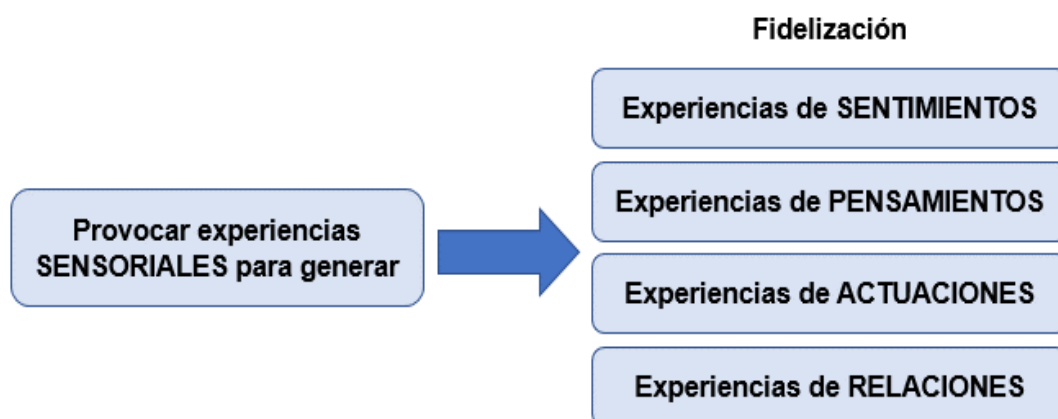 Fidelización
Experiencias de SENTIMIENTOS
Experiencias de PENSAMIENTOS
Provocar experiencias
SENSORIALES para generar
Experiencias de ACTUACIONES
Experiencias de RELACIONES